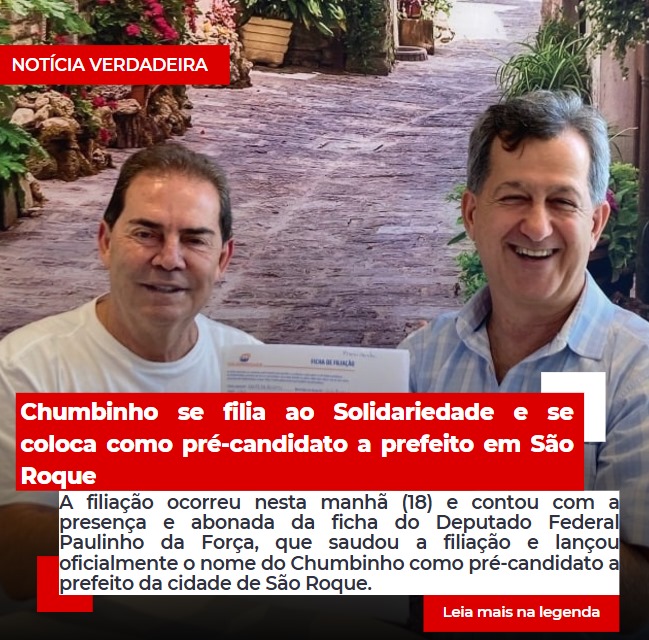 NOTÍCIA VERDADEIRA
FICHA DE FILIAÇÃO
Chumbinho se filia ao Solidariedade e se
coloca como pré-candidato a prefeito em São
Roque
A filiação ocorreu nesta manhã (18) e contou com a
presença e abonada da ficha do Deputado Federal
Paulinho da Força, que saudou a filiação e lançou
oficialmente o nome do Chumbinho como pré-candidato a
prefeito da cidade de São Roque.
Leia mais na legenda